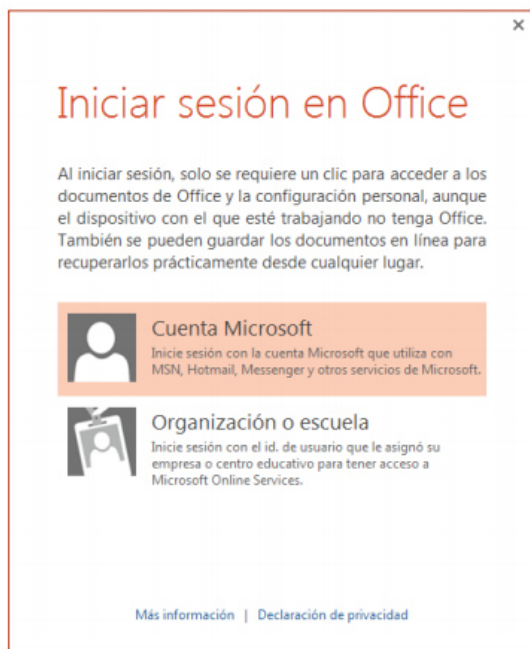 Iniciar sesión en Office
Al iniciar sesión, solo se requiere un clic para acceder a los
documentos de Office y la configuración personal, aunque
el dispositivo con el que esté trabajando no tenga Office.
También se pueden guardar los documentos en línea para
recuperarlos prácticamente desde cualquier lugar.
Cuenta Microsoft
Inicie sesión con la cuenta Microsoft que utiliza con
MSN, Hotmail, Messenger y otros servicios de Microsoft.
Organización o escuela
Inicie sesión con el id. de usuario que le asignó su
empresa o centro educativo para tener acceso a
Microsoft Online Services.
Más información | Declaración de privacidad